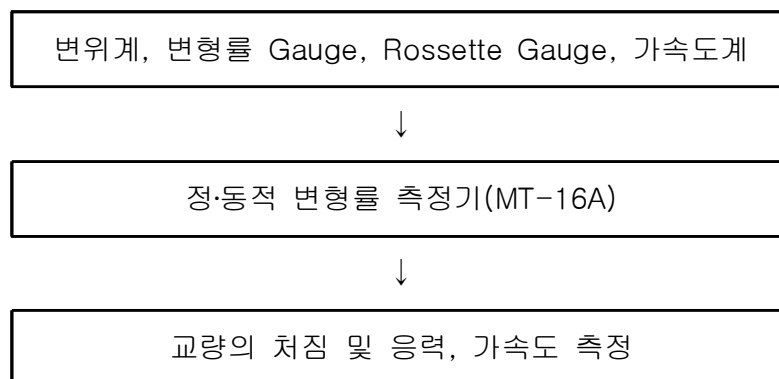 변위계, 변형률 Gauge, Rossette Gauge, 가속도계
↓
정·동적 변형률 측정기(MT-16A)
↓
교량의 처짐 및 응력, 가속도 측정